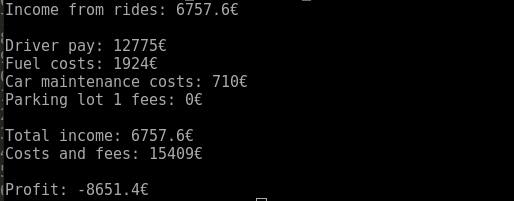 Income from rides: 6757.6€
Driver pay: 12775€
Fuel costs: 1924€
Car maintenance costs: 710€
Parking lot 1 fees: 0€
Total income: 6757.6€
Costs and fees: 15409€
Profit: -8651.4€